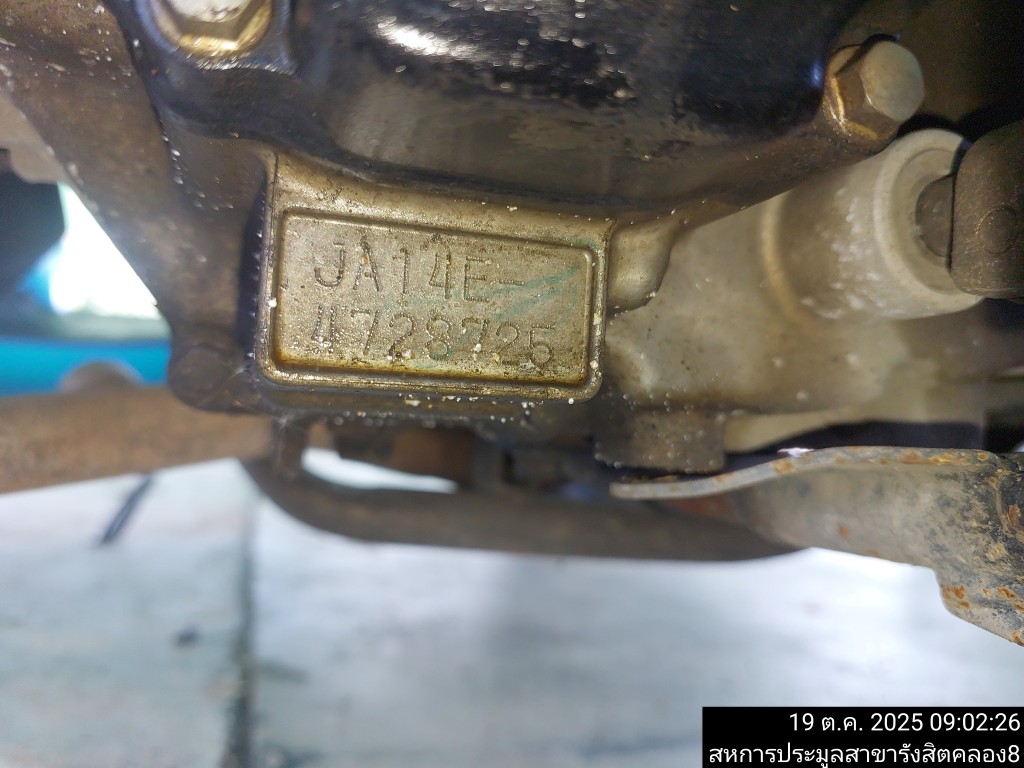 JA14E-
4728725
19 ต.ค. 2025 09:02:26
สหการประมูลสาขารังสิตคลอง8